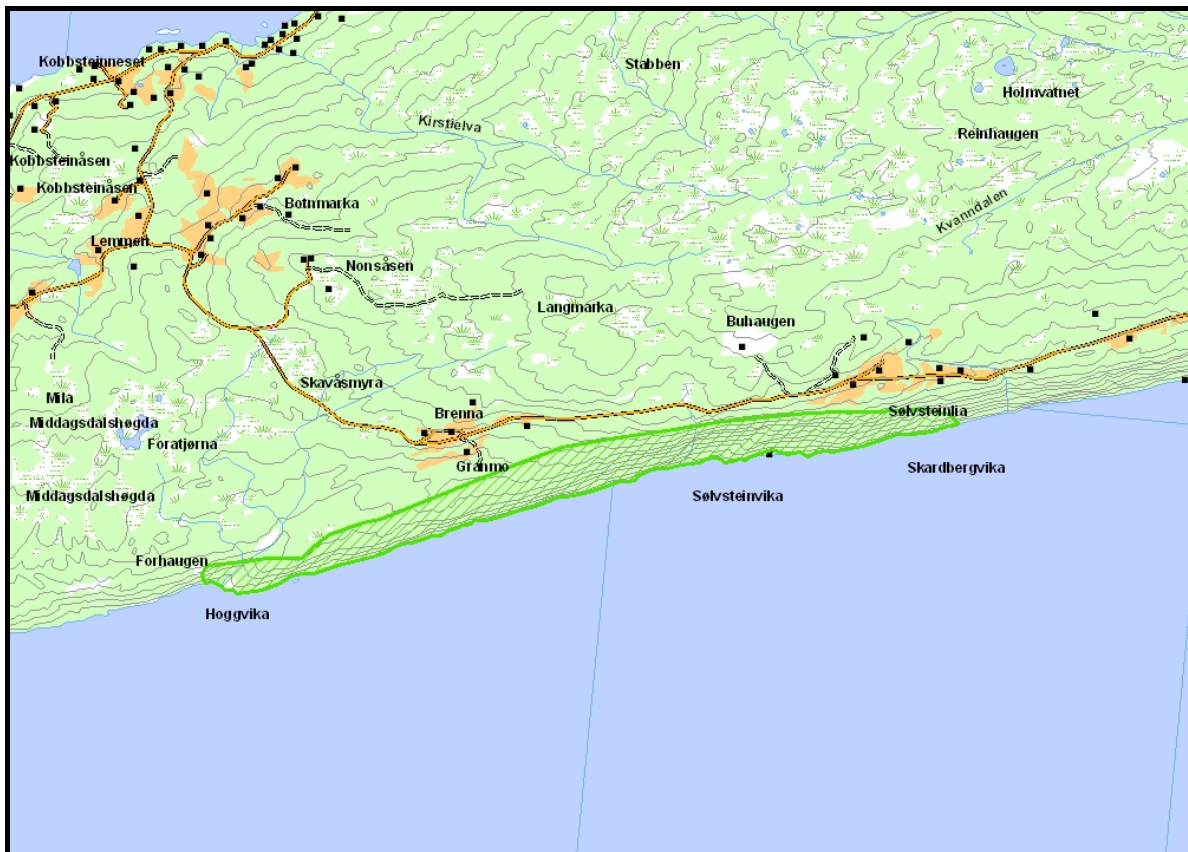 Kobbsteinneset
Stabben
Holmvatnet
Kirstielva
Reinhaugen
Kobbsteinåsen
Kobbsteinåsen
Botnmarka
Kvanndalen
Lemmen
Nonsåsen
Langmarka
Buhaugen
Skavåsmyra
Mila
Brenna
Sølvsteinlia
Middagsdalshøgda
Foratjørna
Granmo
Skardbergvika
Middagsdalshøgda
Sølvsteinvika
Forhaugen
Hoggvika